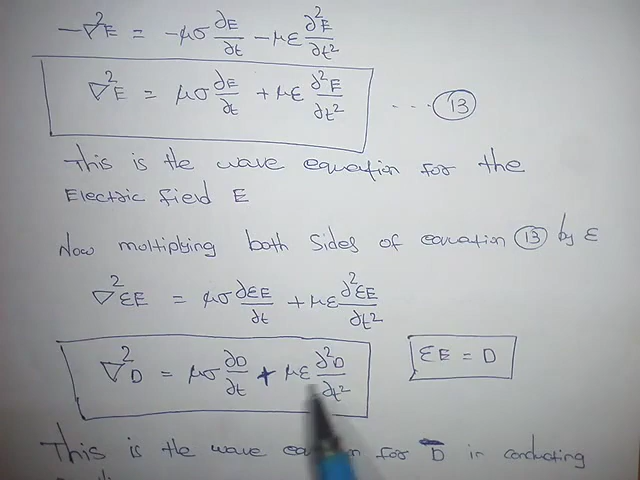 -∇²E = -μσ ∂E/∂t - με ∂²E/∂t²
∇²E = μσ ∂E/∂t + με ∂²E/∂t² .... (13)
This is the wave equation for the
Electric field E
Now multiplying both sides of equation (13) by ε
∇²εE = μσ ∂εE/∂t + με ∂²εE/∂t²
∇²D = μσ ∂D/∂t + με ∂²D/∂t² εE = D
This is the wave for D in conducting